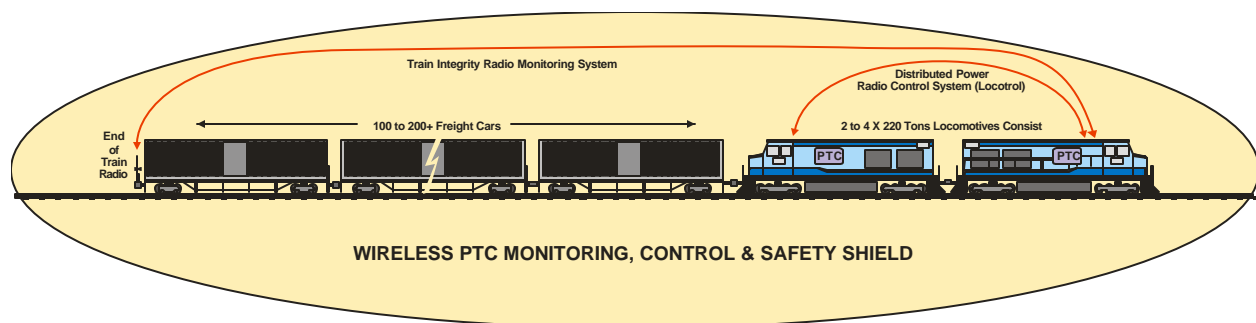 Train Integrity Radio Monitoring System
Distributed Power
Radio Control System (Locotrol)
End
of
Train
Radio
100 to 200+ Freight Cars
2 to 4 X 220 Tons Locomotives Consist
PTC
PTC
WIRELESS PTC MONITORING, CONTROL & SAFETY SHIELD